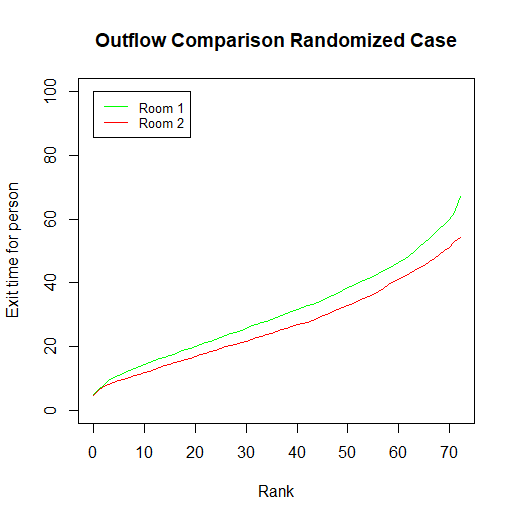 Outflow Comparison Randomized Case
Exit time for person
100
80
60
40
20
0
Room 1
Room 2
0 10 20 30 40 50 60 70
Rank